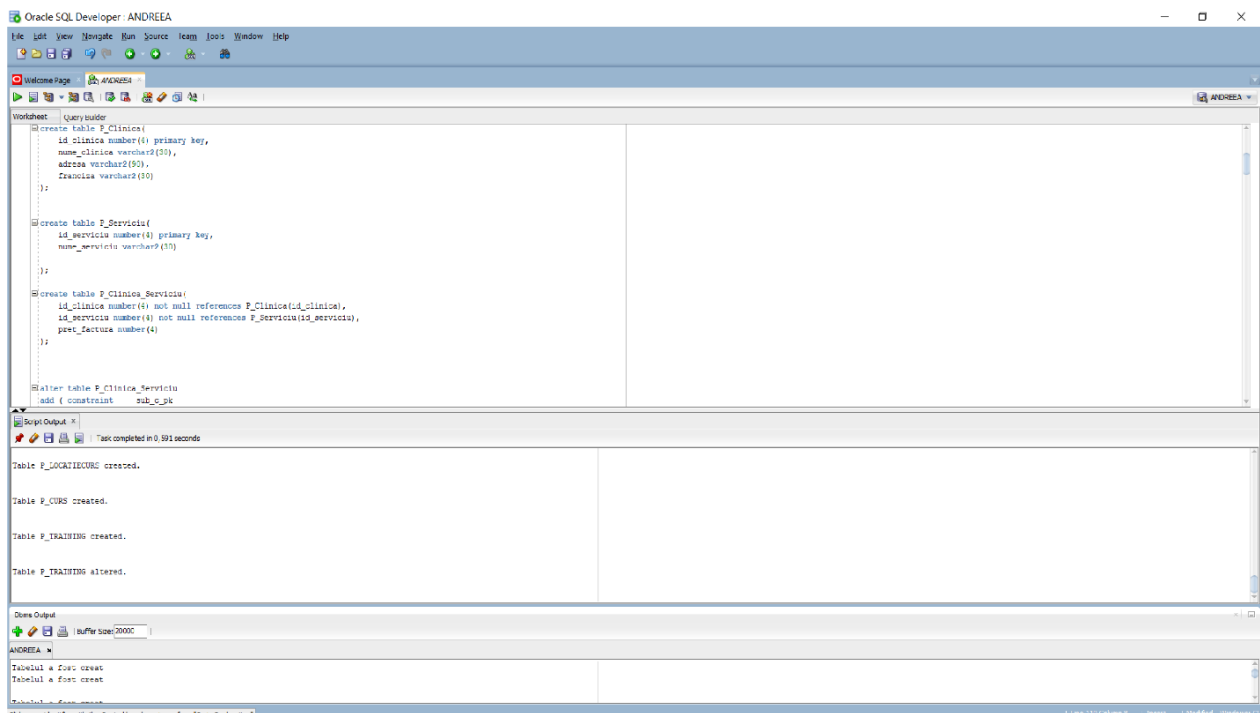 Oracle SQL Developer : ANDREEA
File Edit View Navigate Run Source Team Tools Window Help
Welcome Page ANDREEA
ANDREEA
Worksheet Query Builder
create table P_Clinica(
id_clinica number(4) primary key,
nume_clinica varchar2(30),
adresa varchar2(90),
franciza varchar2(30)
);
create table P_Serviciu(
id_serviciu number(4) primary key,
nume_serviciu varchar2(30)
);
create table P_Clinica_Serviciu(
id_clinica number(4) not null references P_Clinica(id_clinica),
id_serviciu number(4) not null references P_Serviciu(id_serviciu),
pret_factura number(4)
);
alter table P_Clinica_Serviciu
add ( constraint sub_c_pk
Script Output
Task completed in 0,591 seconds
Table P_LOCATIECURS created.
Table P_CURS created.
Table P_TRAINING created.
Table P_TRAINING altered.
Dbms Output
Buffer Size: 20000
ANDREEA
Tabelul a fost creat
Tabelul a fost creat
Tabelul a fost creat